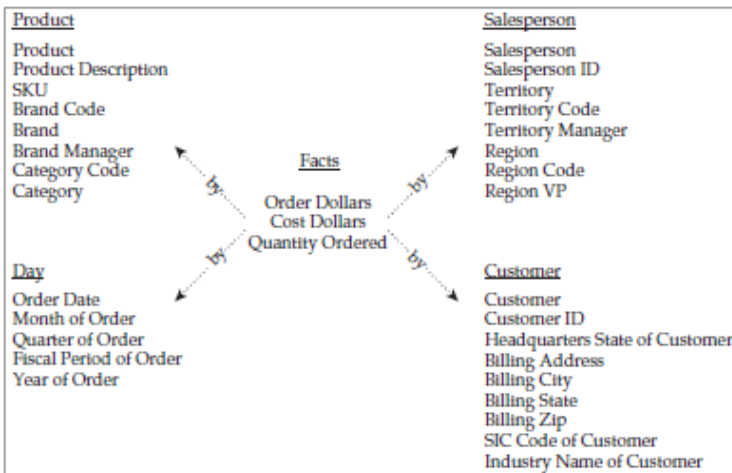 Product
Product
Product Description
SKU
Brand Code
Brand
Brand Manager
Category Code
Category
Salesperson
Salesperson
Salesperson ID
Territory
Territory Code
Territory Manager
Region
Region Code
Region VP
Facts
Order Dollars
Cost Dollars
Quantity Ordered
by
by
by
by
Day
Order Date
Month of Order
Quarter of Order
Fiscal Period of Order
Year of Order
Customer
Customer
Customer ID
Headquarters State of Customer
Billing Address
Billing City
Billing State
Billing Zip
SIC Code of Customer
Industry Name of Customer